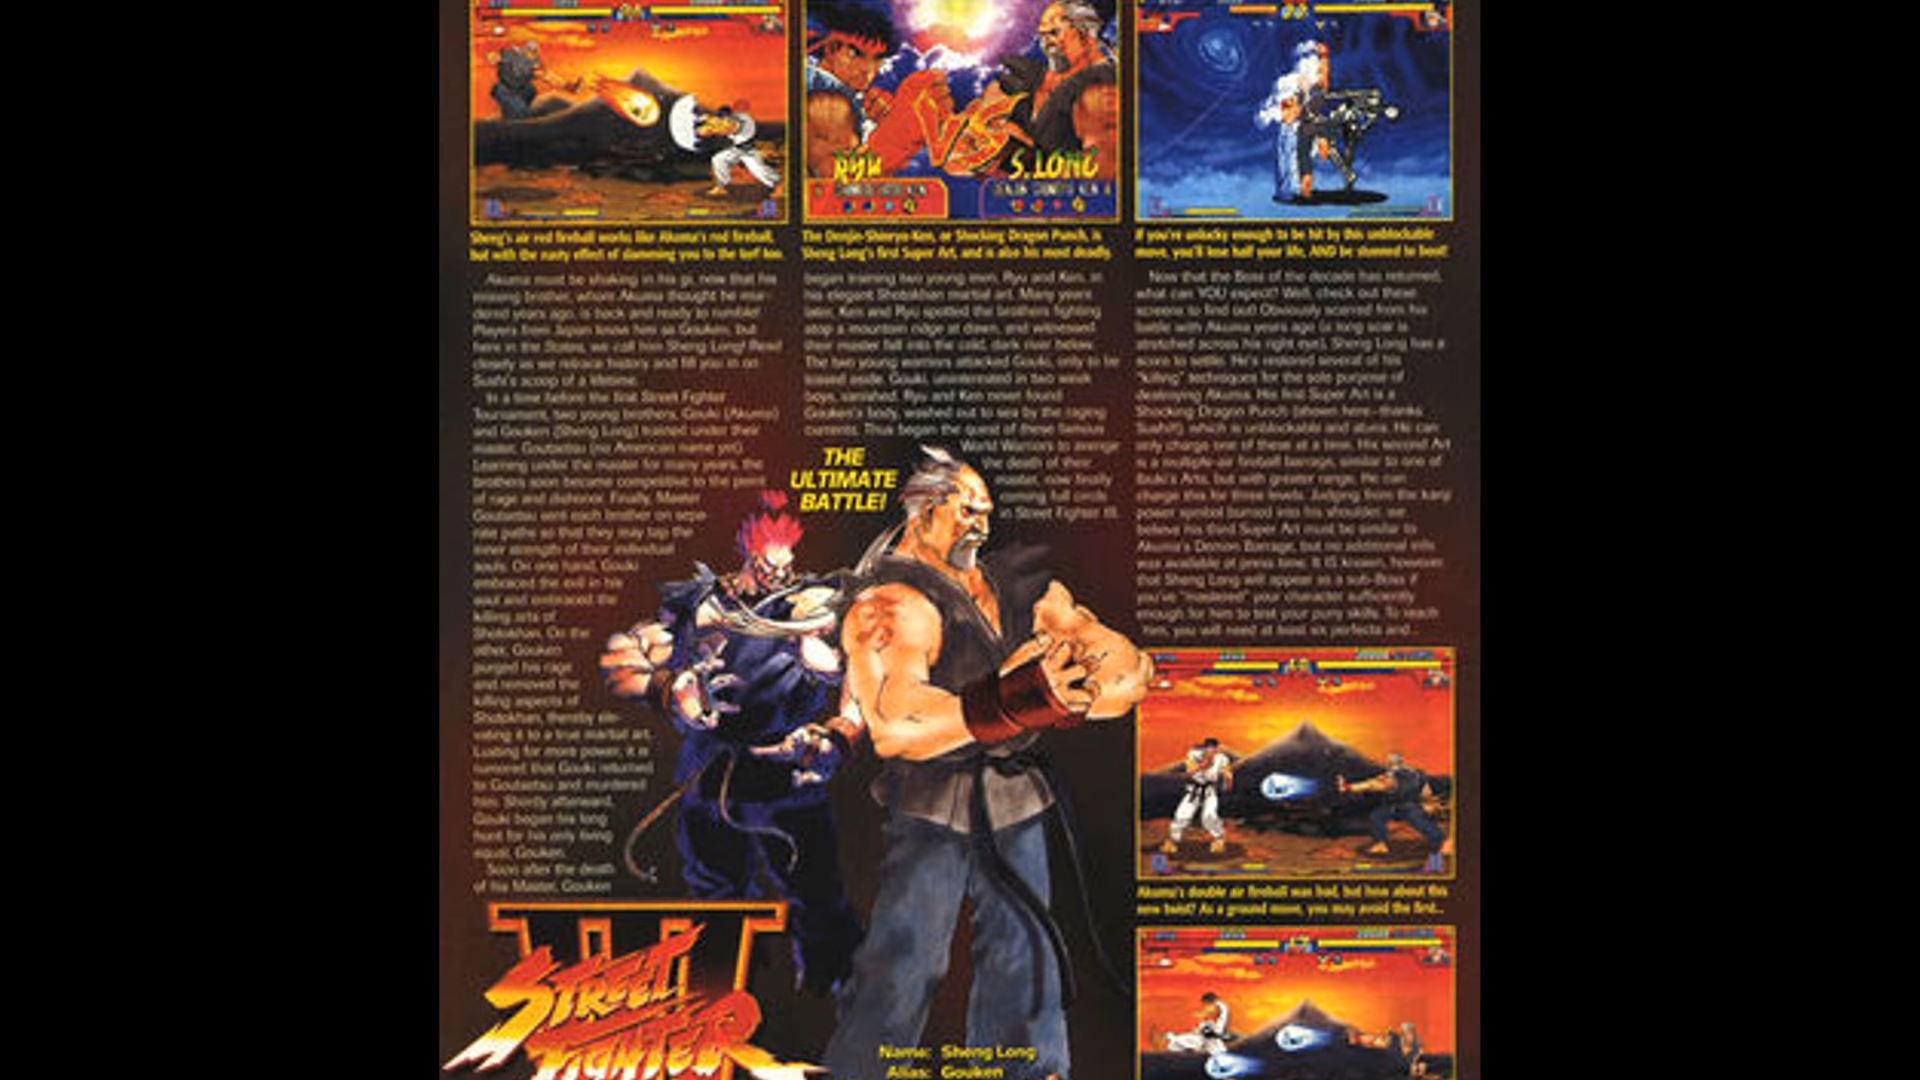 RYU
VS
S. LONG
Sheng's air red fireball works like Akuma's red fireball,
but with the nasty effect of slamming you to the turf too.
The Denjin-Shoryu-Ken, or Shocking Dragon Punch, is
Sheng Long's first Super Art, and is also his most deadly.
If you're unlucky enough to be hit by this unblockable
move, you'll lose half your life, AND be stunned to boot!
Akuma must be shaking in his gi, now that his
missing brother, whom Akuma thought he mur-
dered years ago, is back and ready to rumble!
Players from Japan know him as Gouken, but
here in the States, we call him Sheng Long! Read
closely as we retrace history and fill you in on
Sushi's scoop of a lifetime.
In a time before the first Street Fighter
Tournament, two young brothers, Gouki (Akuma)
and Gouken (Sheng Long) trained under their
master, Goutaetsu (no American name yet).
Learning under the master for many years, the
brothers soon became competitive to the point
of rage and dishonor. Finally, Master
Goutaetsu sent each brother on sepa-
rate paths so that they may tap the
inner strength of their individual
souls. On one hand, Gouki
embraced the evil in his
soul and embraced the
killing arts of
Shotokhan. On the
other, Gouken
purged his rage
and removed the
killing aspects of
Shotokhan, thereby ele-
vating it to a true martial art.
Lusting for more power, it is
rumored that Gouki returned
to Goutaetsu and murdered
him. Shortly afterward,
Gouki began his long
hunt for his only living
equal, Gouken.
Soon after the death
of his Master, Gouken
began training two young men, Ryu and Ken, in
his elegant Shotokhan martial art. Many years
later, Ken and Ryu spotted the brothers fighting
atop a mountain ridge at dawn, and witnessed
their master fall into the cold, dark river below.
The two young warriors attacked Gouki, only to be
tossed aside. Gouki, uninterested in two weak
boys, vanished. Ryu and Ken never found
Gouken's body, washed out to sea by the raging
currents. Thus began the quest of these famous
World Warriors to avenge
the death of their
master, now finally
coming full circle
in Street Fighter III.
THE
ULTIMATE
BATTLE!
Now that the Boss of the decade has returned,
what can YOU expect? Well, check out these
screens to find out! Obviously scarred from his
battle with Akuma years ago (a long scar is
stretched across his right eye), Sheng Long has a
score to settle. He's restored several of his
"killing" techniques for the sole purpose of
destroying Akuma. His first Super Art is a
Shocking Dragon Punch (shown here--thanks
Sushi!), which is unblockable and stuns. He can
only charge one of these at a time. His second Art
is a multiple-air fireball barrage, similar to one of
Ibuki's Arts, but with greater range. He can
charge this for three levels. Judging from the kanji
power symbol burned into his shoulder, we
believe his third Super Art must be similar to
Akuma's Demon Barrage, but no additional info
was available at press time. It IS known, however
that Sheng Long will appear as a sub-Boss if
you've "mastered" your character sufficiently
enough for him to test your puny skills. To reach
him, you will need at least six perfects and...
Akuma's double air fireball was bad, but how about this
new twist? As a ground move, you may avoid the first...
III
STREET
FIGHTER
Name: Sheng Long
Alias: Gouken